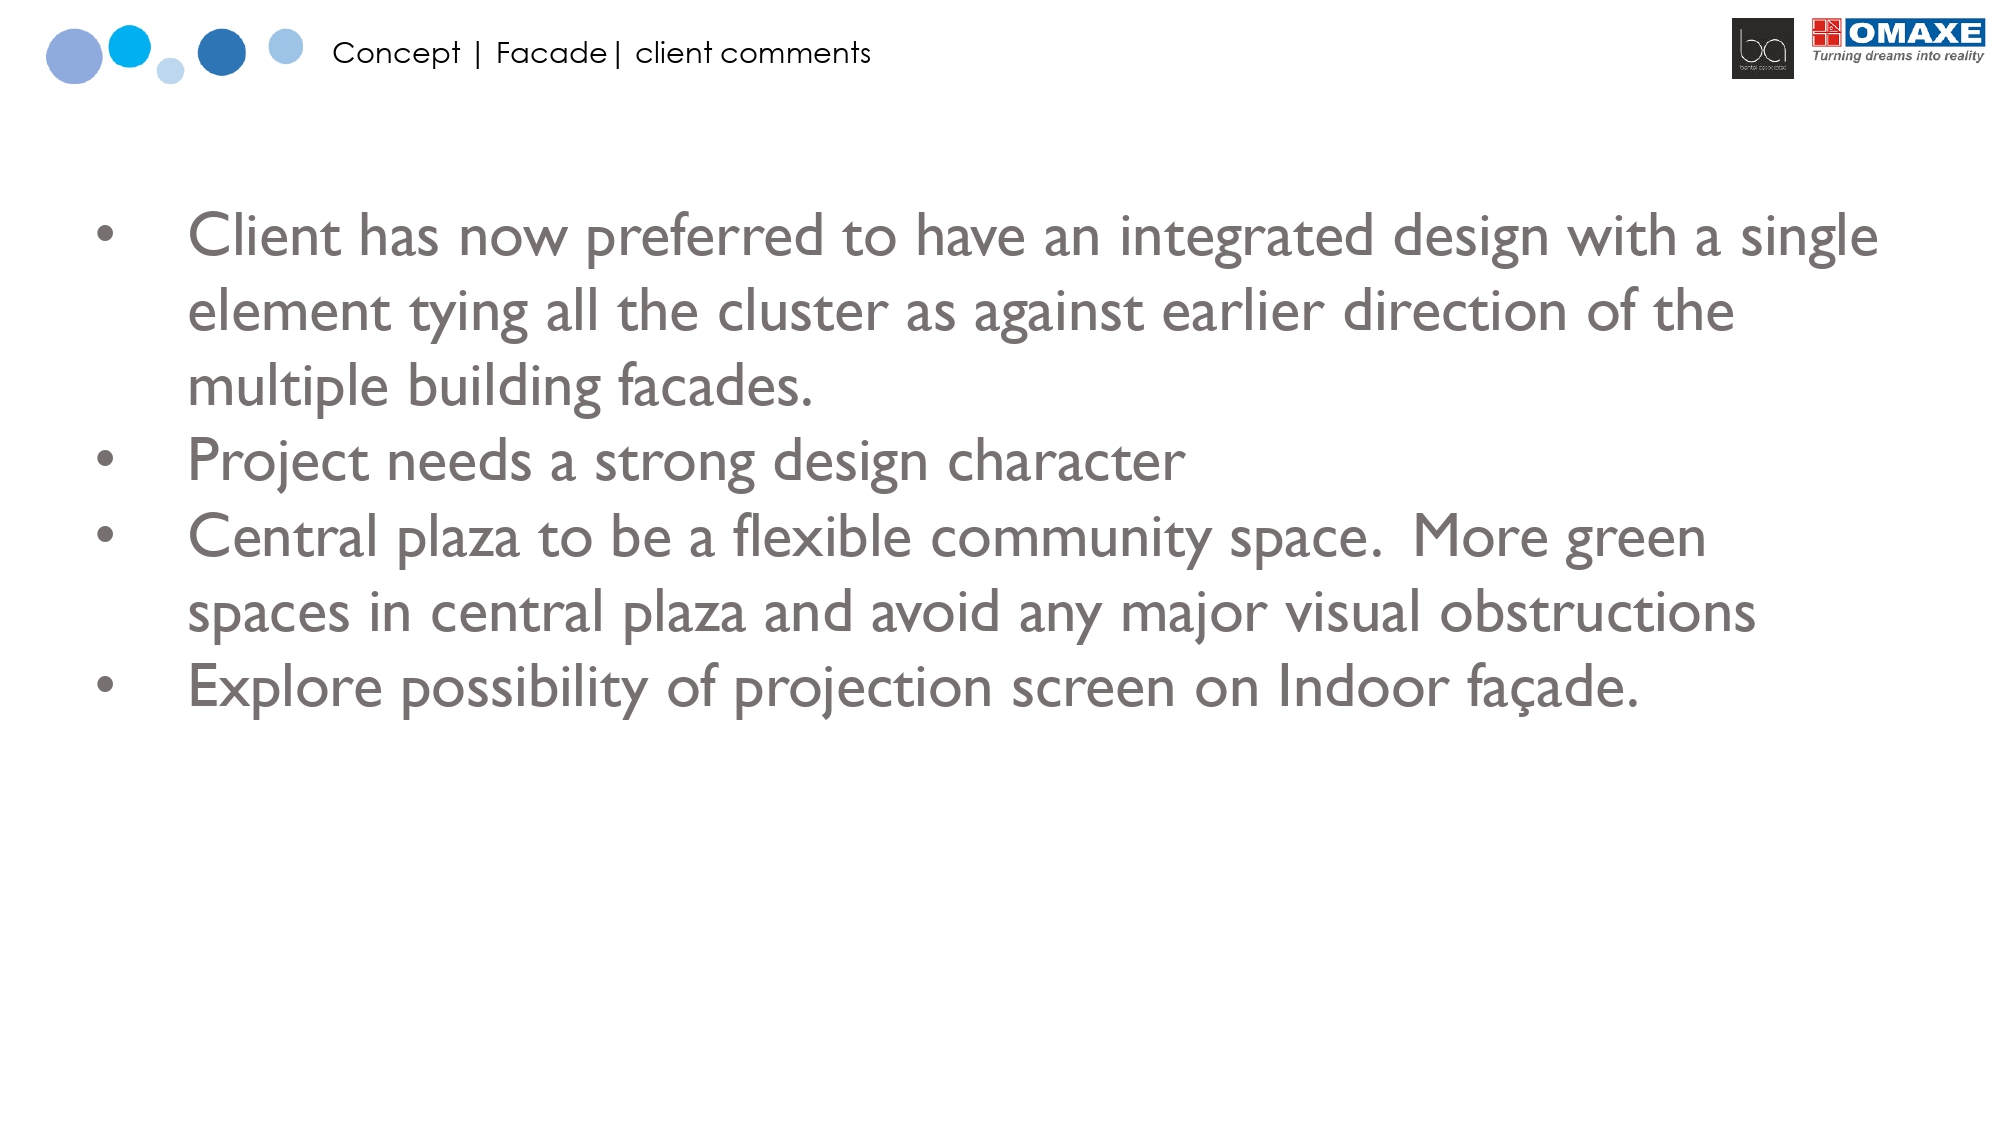 Concept | Facade| client comments
ba
bentel associates
OMAXE
Turning dreams into reality
• Client has now preferred to have an integrated design with a single
element tying all the cluster as against earlier direction of the
multiple building facades.
• Project needs a strong design character
• Central plaza to be a flexible community space.  More green
spaces in central plaza and avoid any major visual obstructions
• Explore possibility of projection screen on Indoor façade.